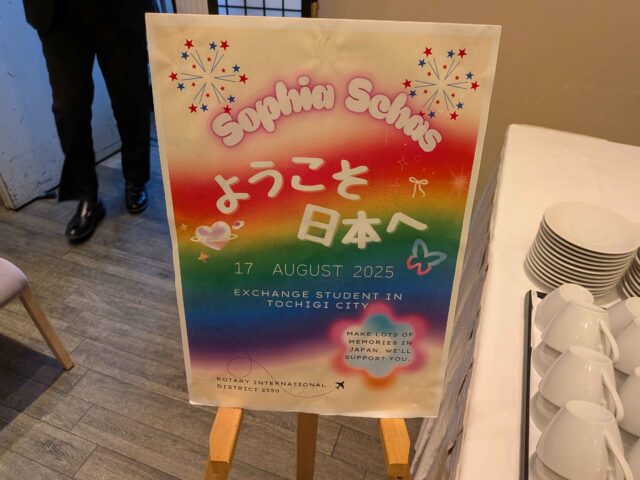 Sophia Schas
ようこそ
日本へ
17 AUGUST 2025
EXCHANGE STUDENT IN
TOCHIGI CITY
MAKE LOTS OF
MEMORIES IN
JAPAN. WE'LL
SUPPORT YOU.
ROTARY INTERNATIONAL
DISTRICT 2550